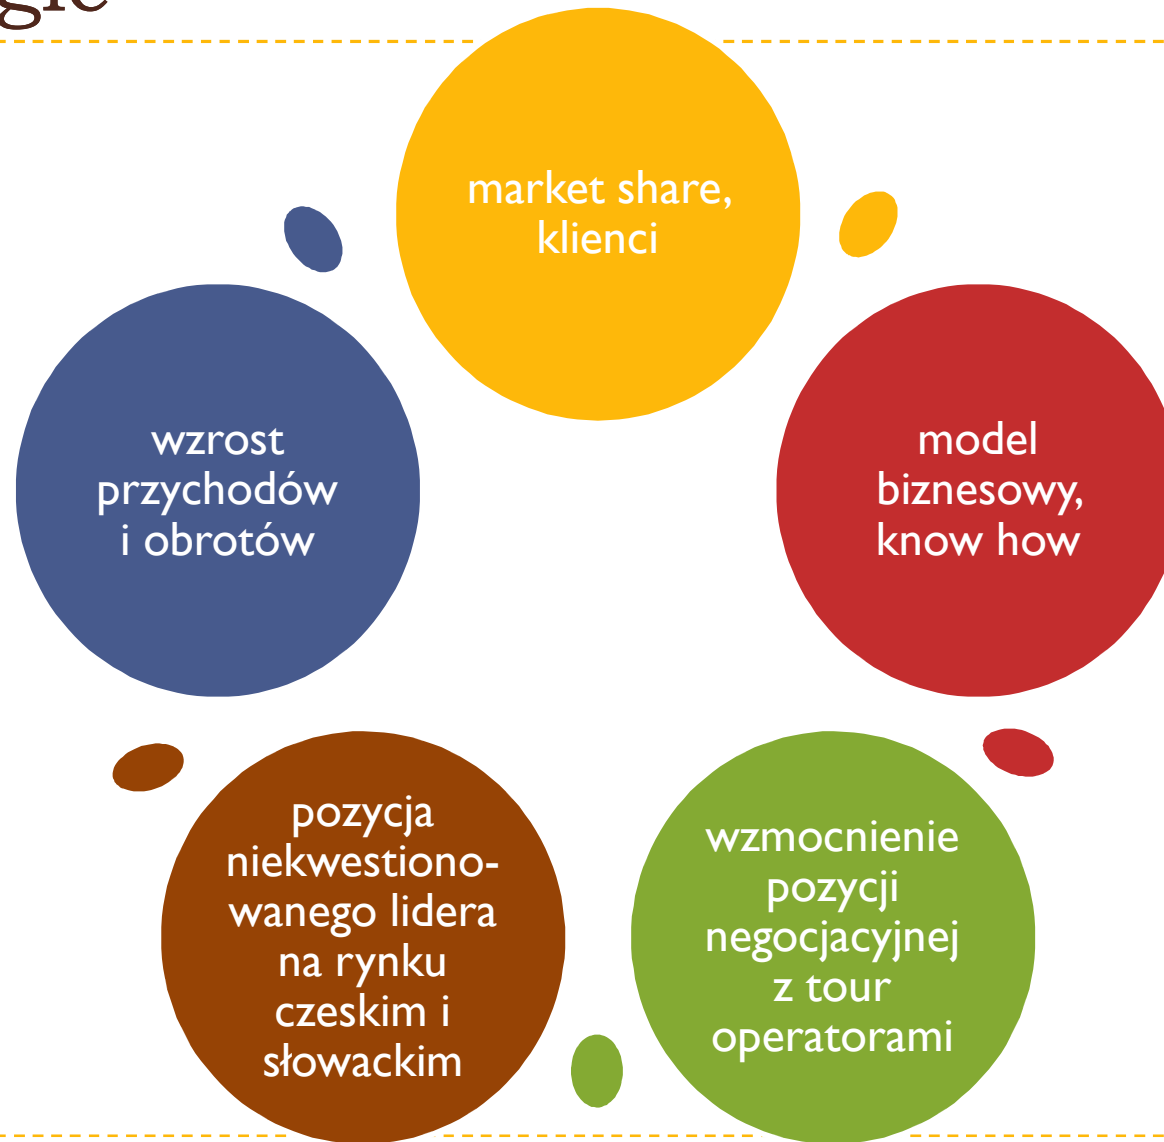 market share,
klienci
model
biznesowy,
know how
wzmocnienie
pozycji
negocjacyjnej
z tour
operatorami
pozycja
niekwestiono-
wanego lidera
na rynku
czeskim i
słowackim
wzrost
przychodów
i obrotów